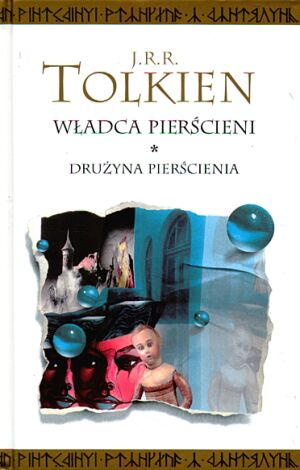 J.R.R.
TOLKIEN
WŁADCA PIERŚCIENI
*
DRUŻYNA PIERŚCIENIA